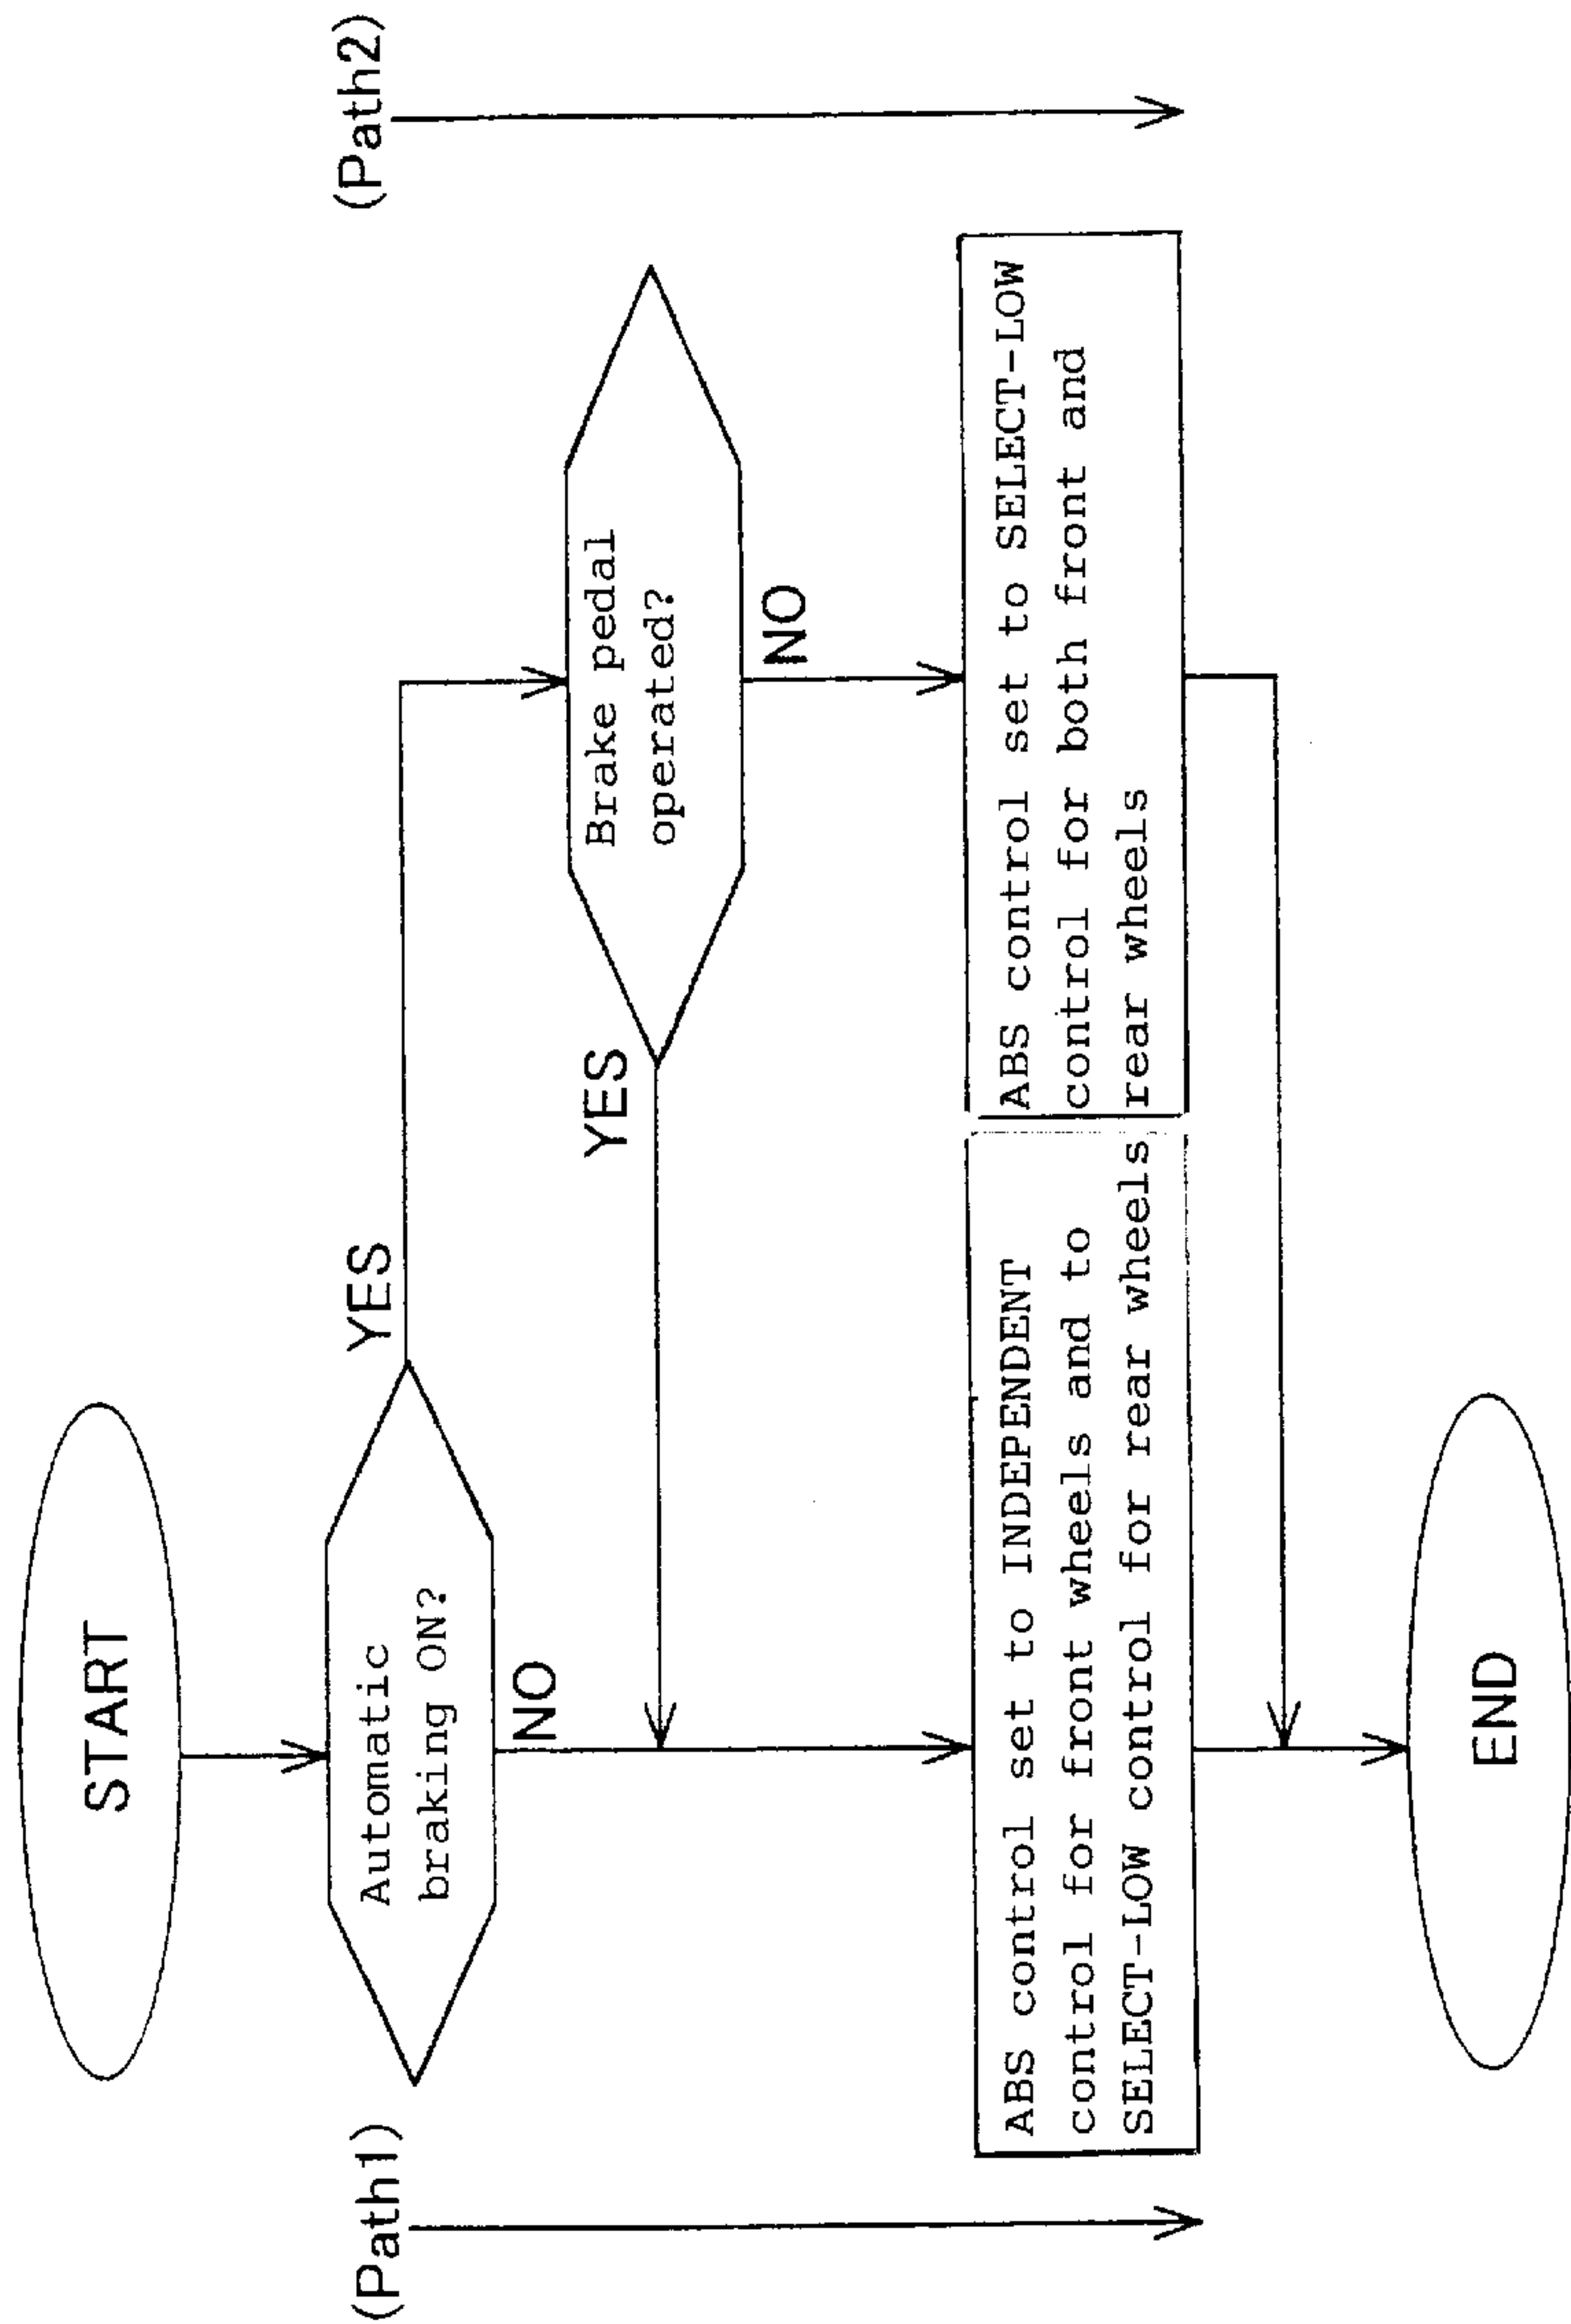 START
(Path1)
Automatic
braking ON?
YES
(Path2)
NO
Brake pedal
operated?
YES
NO
ABS control set to INDEPENDENT
control for front wheels and to
SELECT-LOW control for rear wheels
ABS control set to SELECT-LOW
control for both front and
rear wheels
END